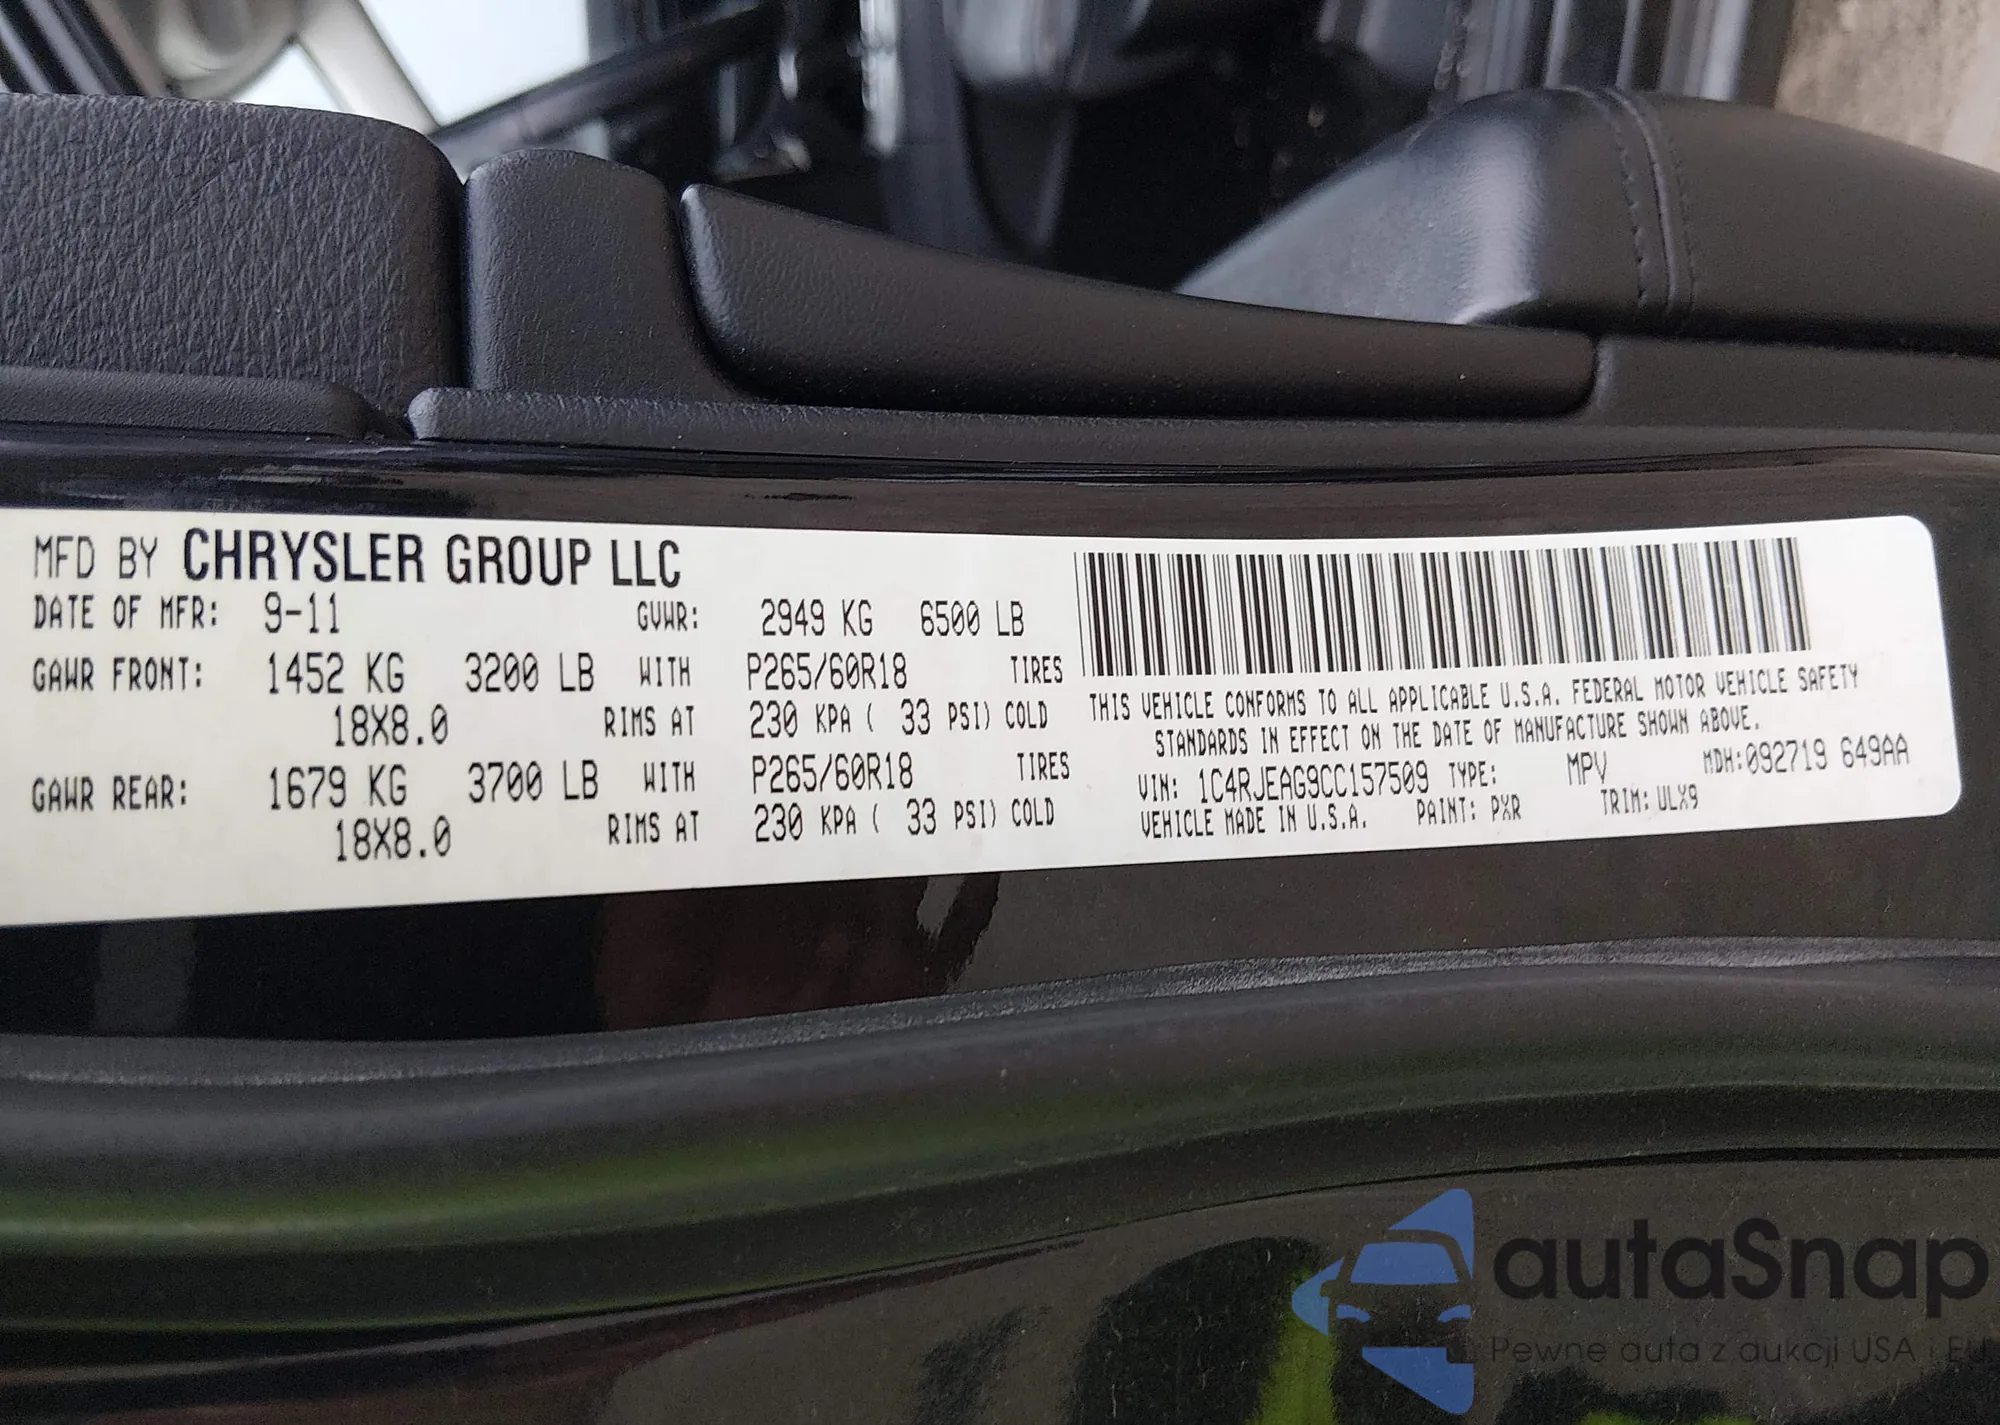 MFD BY CHRYSLER GROUP LLC
DATE OF MFR: 9-11 GVWR: 2949 KG 6500 LB
GAWR FRONT: 1452 KG 3200 LB WITH P265/60R18 TIRES
18X8.0 RIMS AT 230 KPA ( 33 PSI) COLD
GAWR REAR: 1679 KG 3700 LB WITH P265/60R18 TIRES
18X8.0 RIMS AT 230 KPA ( 33 PSI) COLD
THIS VEHICLE CONFORMS TO ALL APPLICABLE U.S.A. FEDERAL MOTOR VEHICLE SAFETY
STANDARDS IN EFFECT ON THE DATE OF MANUFACTURE SHOWN ABOVE.
VIN: 1C4RJEAG9CC157509 TYPE: MPV MDH:092719 649AA
VEHICLE MADE IN U.S.A. PAINT: PXR TRIM: ULX9
autaSnap
Pewne auta z aukcji USA i EU